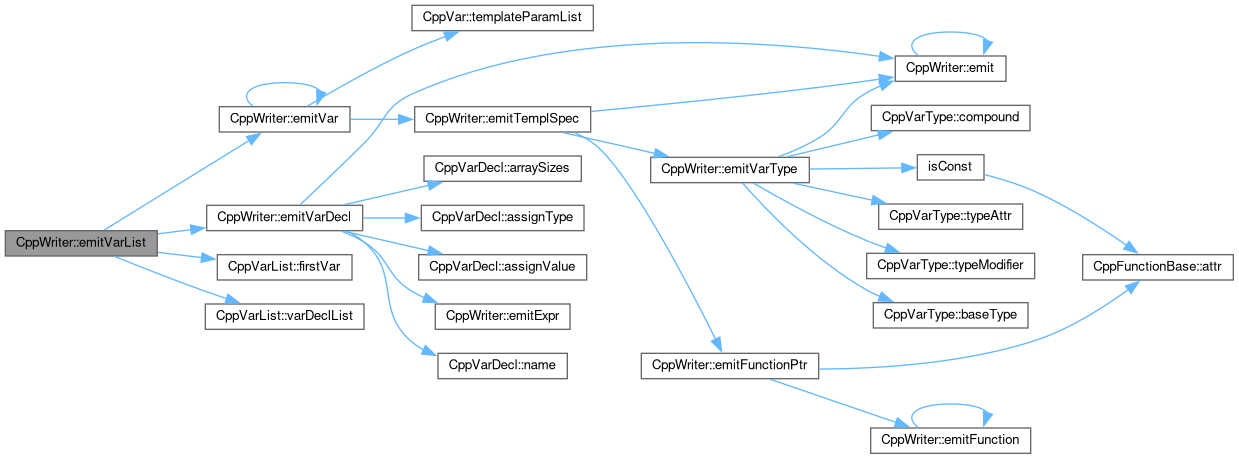 CppVar::templateParamList
CppWriter::emit
CppWriter::emitVar
CppWriter::emitTemplSpec
CppVarType::compound
CppVarDecl::arraySizes
CppWriter::emitVarType
isConst
CppWriter::emitVarDecl
CppVarDecl::assignType
CppVarType::typeAttr
CppWriter::emitVarList
CppVarList::firstVar
CppVarDecl::assignValue
CppVarType::typeModifier
CppFunctionBase::attr
CppVarList::varDeclList
CppWriter::emitExpr
CppVarType::baseType
CppVarDecl::name
CppWriter::emitFunctionPtr
CppWriter::emitFunction